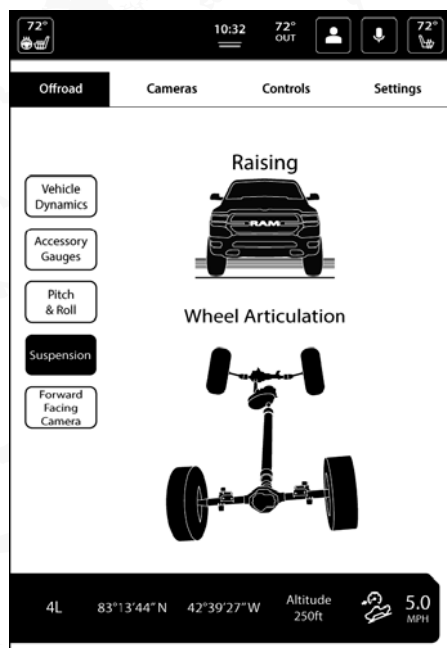 72°
10:32
72°
OUT
72°
Offroad
Cameras
Controls
Settings
Raising
RAM
Vehicle
Dynamics
Accessory
Gauges
Pitch
& Roll
Suspension
Forward
Facing
Camera
Wheel Articulation
4L
83°13'44"N
42°39'27"W
Altitude
250ft
5.0
MPH